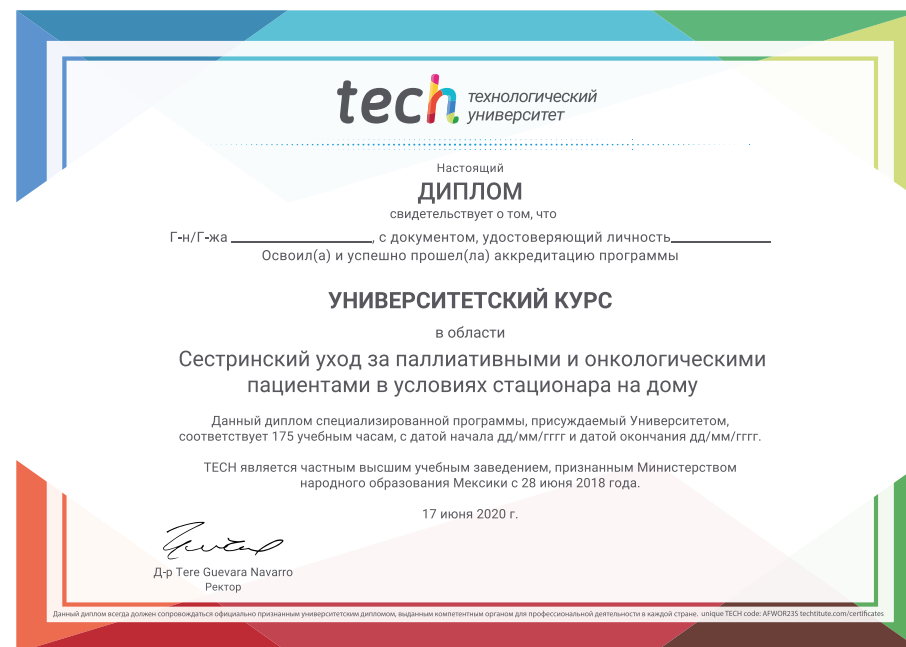 tech технологический
университет
Настоящий
ДИПЛОМ
свидетельствует о том, что
Г-н/Г-жа ____________________, с документом, удостоверяющий личность______________
Освоил(а) и успешно прошел(ла) аккредитацию программы
УНИВЕРСИТЕТСКИЙ КУРС
в области
Сестринский уход за паллиативными и онкологическими
пациентами в условиях стационара на дому
Данный диплом специализированной программы, присуждаемый Университетом,
соответствует 175 учебным часам, с датой начала дд/мм/гггг и датой окончания дд/мм/гггг.
TECH является частным высшим учебным заведением, признанным Министерством
народного образования Мексики с 28 июня 2018 года.
17 июня 2020 г.
Д-р Tere Guevara Navarro
Ректор
Данный диплом всегда должен сопровождаться официально признанным университетским дипломом, выданным компетентным органом для профессиональной деятельности в каждой стране. unique TECH code: AFWOR23S techtitute.com/certificates